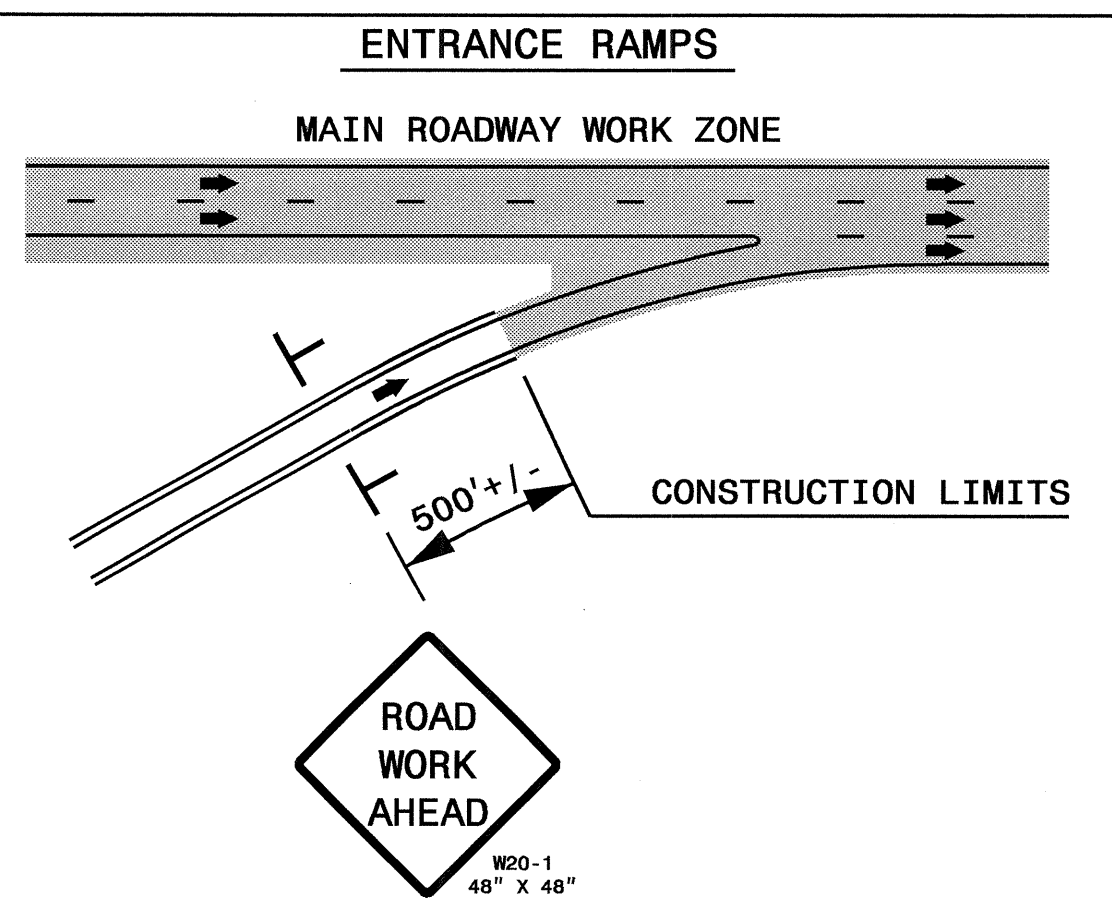 ENTRANCE RAMPS
MAIN ROADWAY WORK ZONE
500'+/-
CONSTRUCTION LIMITS
ROAD
WORK
AHEAD
W20-1
48" X 48"